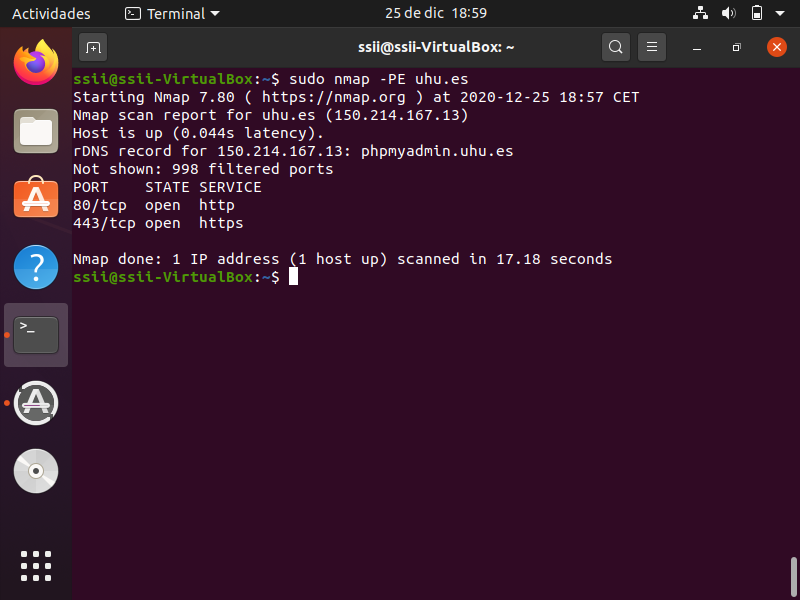 Actividades
Terminal
25 de dic 18:59
ssii@ssii-VirtualBox: ~
ssii@ssii-VirtualBox:~$ sudo nmap -PE uhu.es
Starting Nmap 7.80 ( https://nmap.org ) at 2020-12-25 18:57 CET
Nmap scan report for uhu.es (150.214.167.13)
Host is up (0.044s latency).
rDNS record for 150.214.167.13: phpmyadmin.uhu.es
Not shown: 998 filtered ports
PORT    STATE SERVICE
80/tcp  open  http
443/tcp open  https
Nmap done: 1 IP address (1 host up) scanned in 17.18 seconds
ssii@ssii-VirtualBox:~$